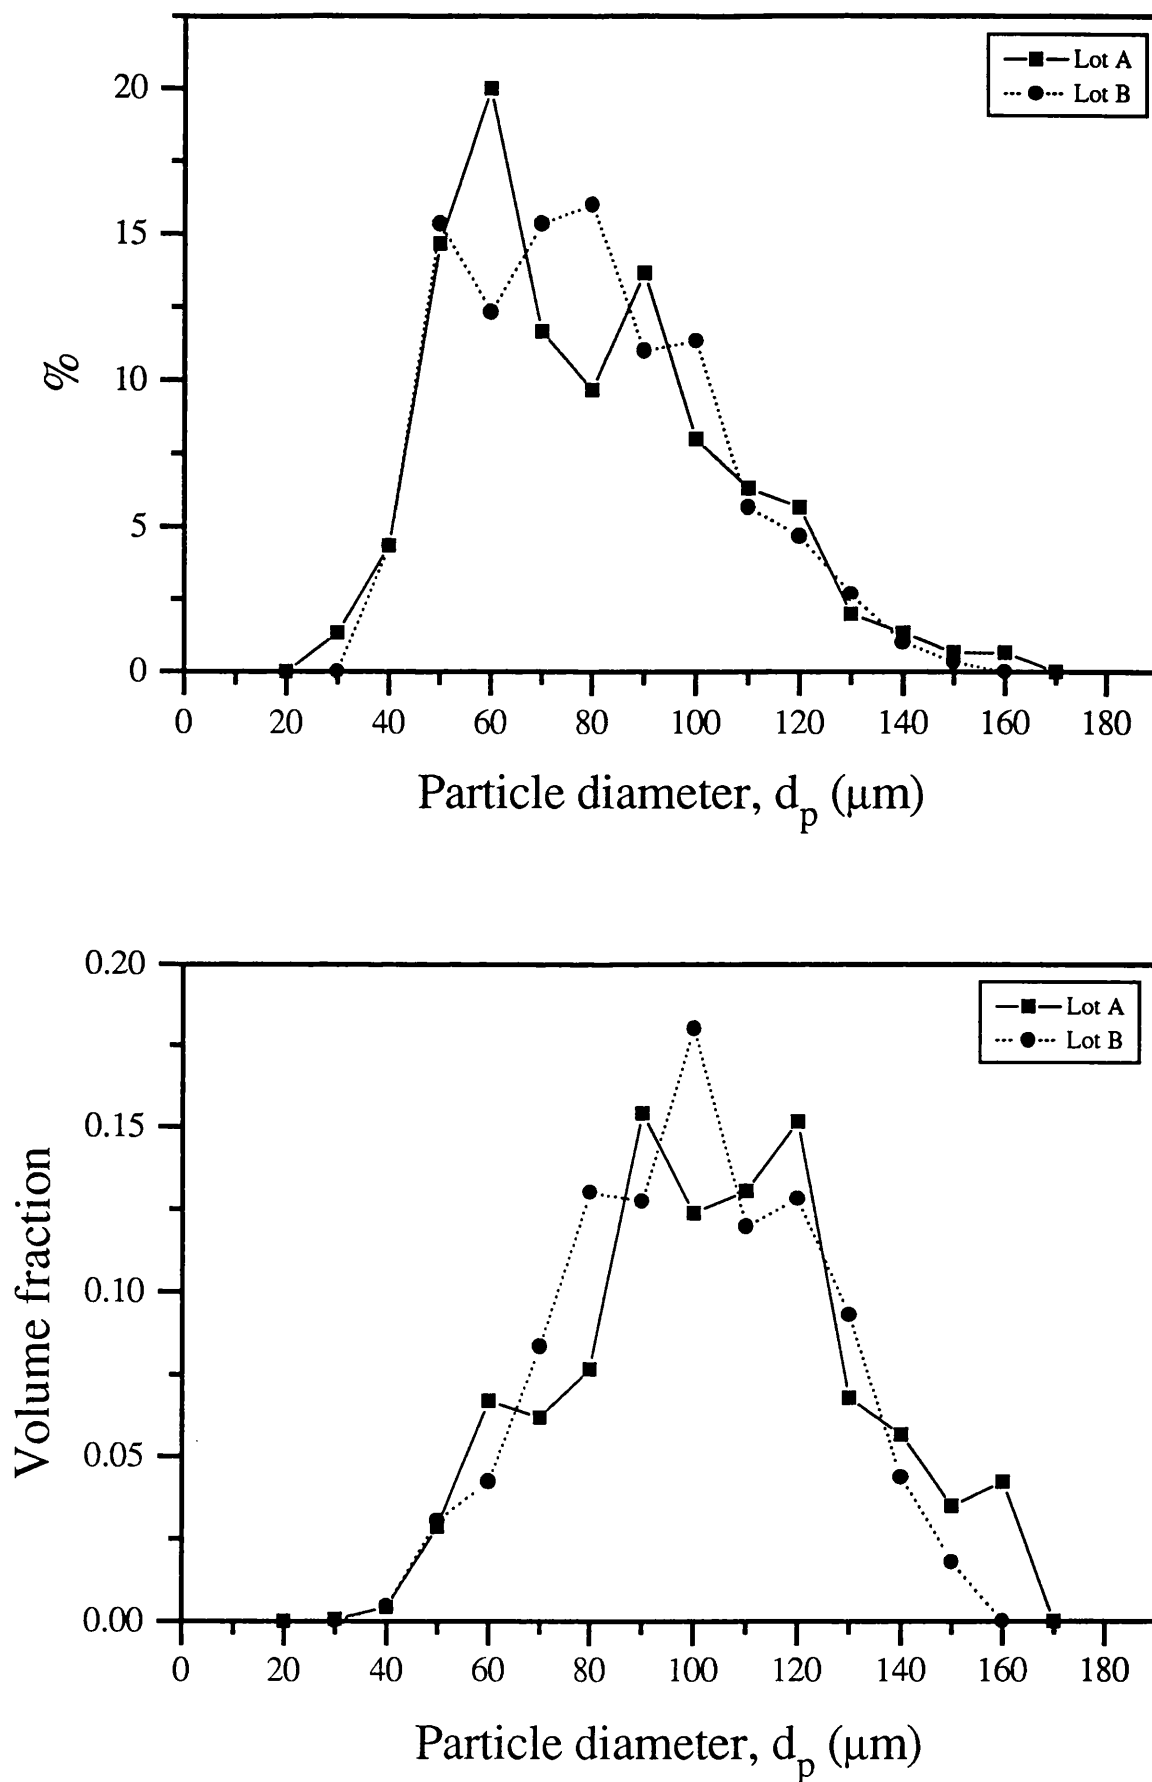 Lot A
Lot B
20
15
10
5
0
%
0 20 40 60 80 100 120 140 160 180
Particle diameter, dp (μm)
Lot A
Lot B
0.20
0.15
0.10
0.05
0.00
Volume fraction
0 20 40 60 80 100 120 140 160 180
Particle diameter, dp (μm)